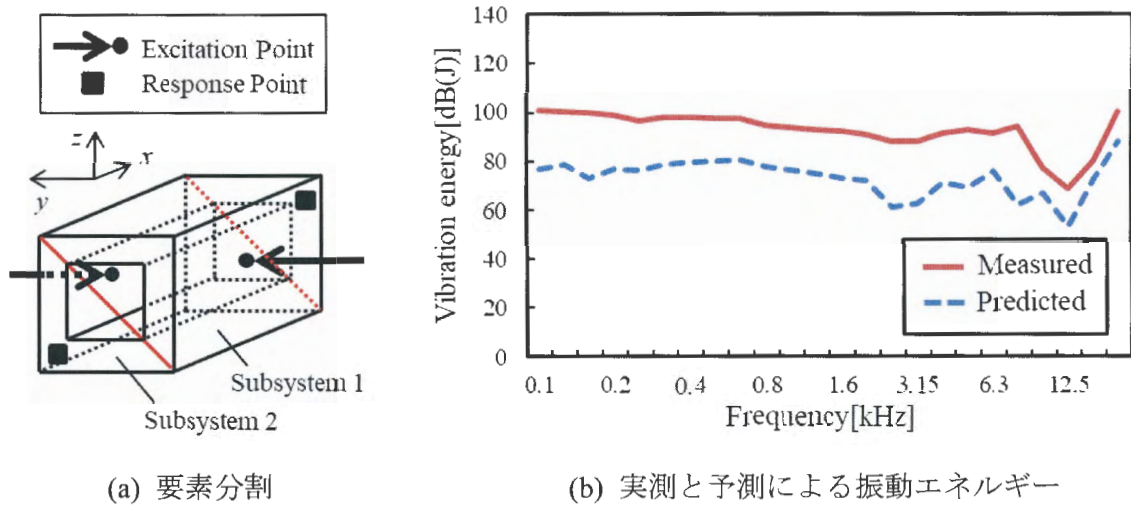 Excitation Point
Response Point
z
x
y
Subsystem 1
Subsystem 2
(a) 要素分割
Vibration energy[dB(J)]
140
120
100
80
60
40
20
0
0.1 0.2 0.4 0.8 1.6 3.15 6.3 12.5
Frequency[kHz]
Measured
Predicted
(b) 実測と予測による振動エネルギー